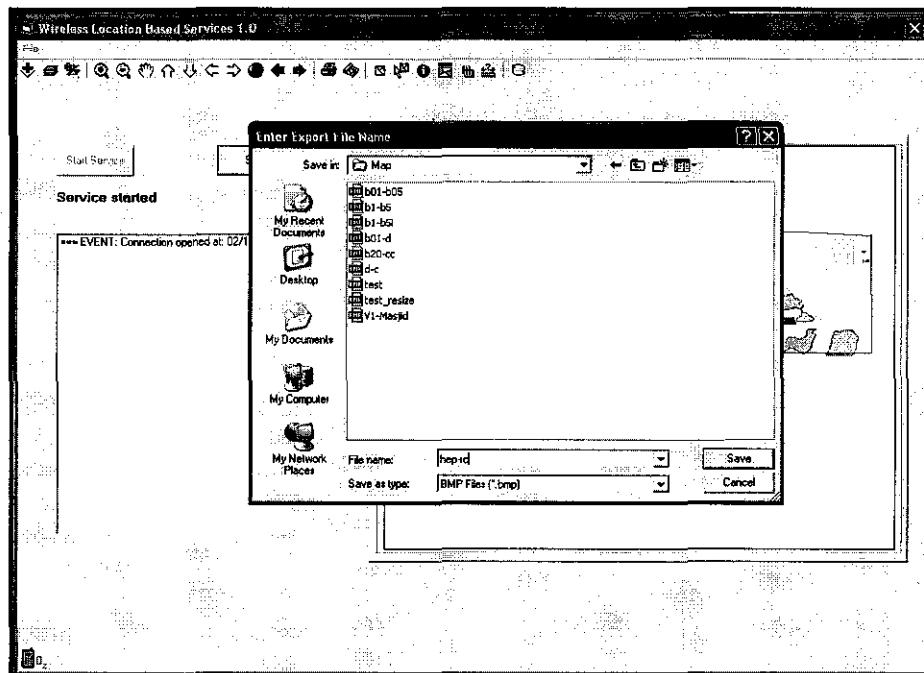 Wireless Location Based Services 1.0
File
Enter Export File Name
Save in:
Map
Start Service
S
Service started
*** EVENT: Connection opened at: 02/1
My Recent
Documents
Desktop
My Documents
My Computer
My Network
Places
b01-b05
b1-b5
b1-b5l
b01-d
b20-cc
d-c
test
test_resize
V1-Masjid
File name:
hep-rc
Save
Save as type:
BMP Files (*.bmp)
Cancel